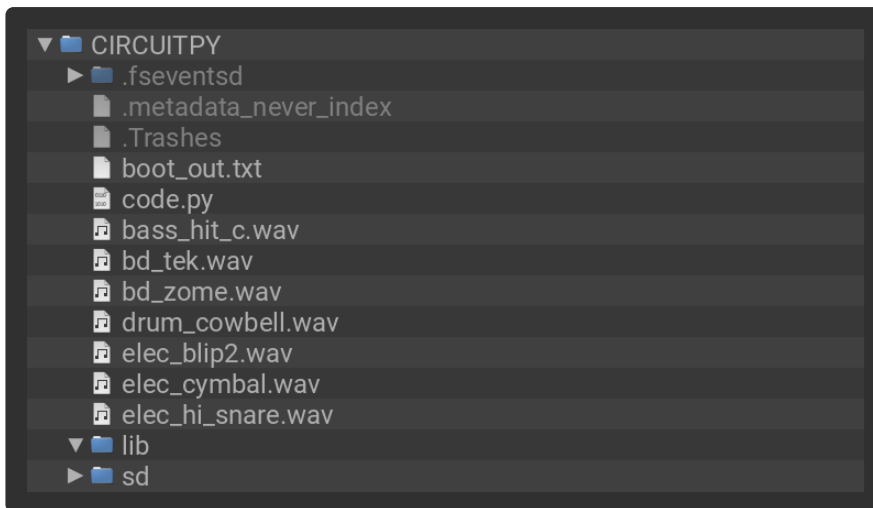 CIRCUITPY
.fseventsd
.metadata_never_index
.Trashes
boot_out.txt
code.py
bass_hit_c.wav
bd_tek.wav
bd_zome.wav
drum_cowbell.wav
elec_blip2.wav
elec_cymbal.wav
elec_hi_snare.wav
lib
sd